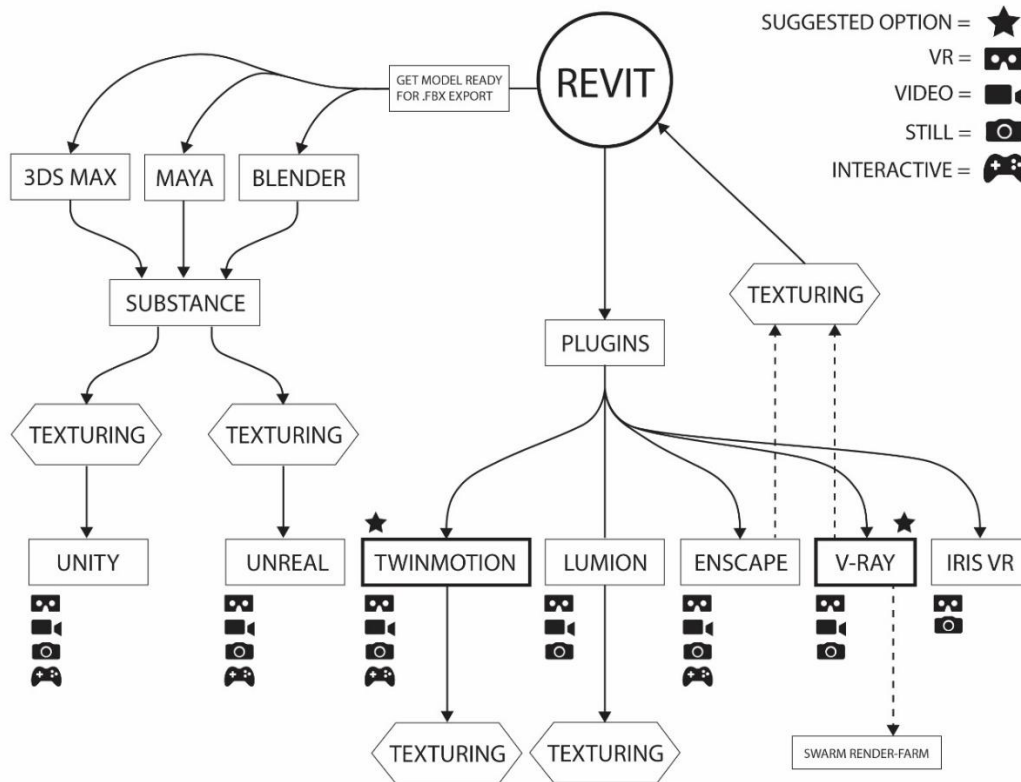 SUGGESTED OPTION =
VR =
VIDEO =
STILL =
INTERACTIVE =
REVIT
GET MODEL READY
FOR .FBX EXPORT
3DS MAX
MAYA
BLENDER
SUBSTANCE
TEXTURING
PLUGINS
TEXTURING
TEXTURING
UNITY
UNREAL
TWINMOTION
LUMION
ENSCAPE
V-RAY
IRIS VR
TEXTURING
TEXTURING
SWARM RENDER-FARM